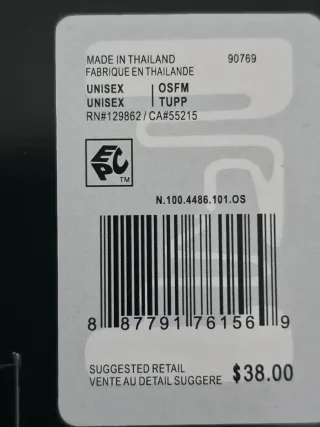 MADE IN THAILAND 90769
FABRIQUE EN THAILANDE
UNISEX | OSFM
UNISEX | TUPP
RN#129862 / CA#55215
EPC TM
N.100.4486.101.OS
8 87791 76156 9
SUGGESTED RETAIL
VENTE AU DETAIL SUGGERE $38.00